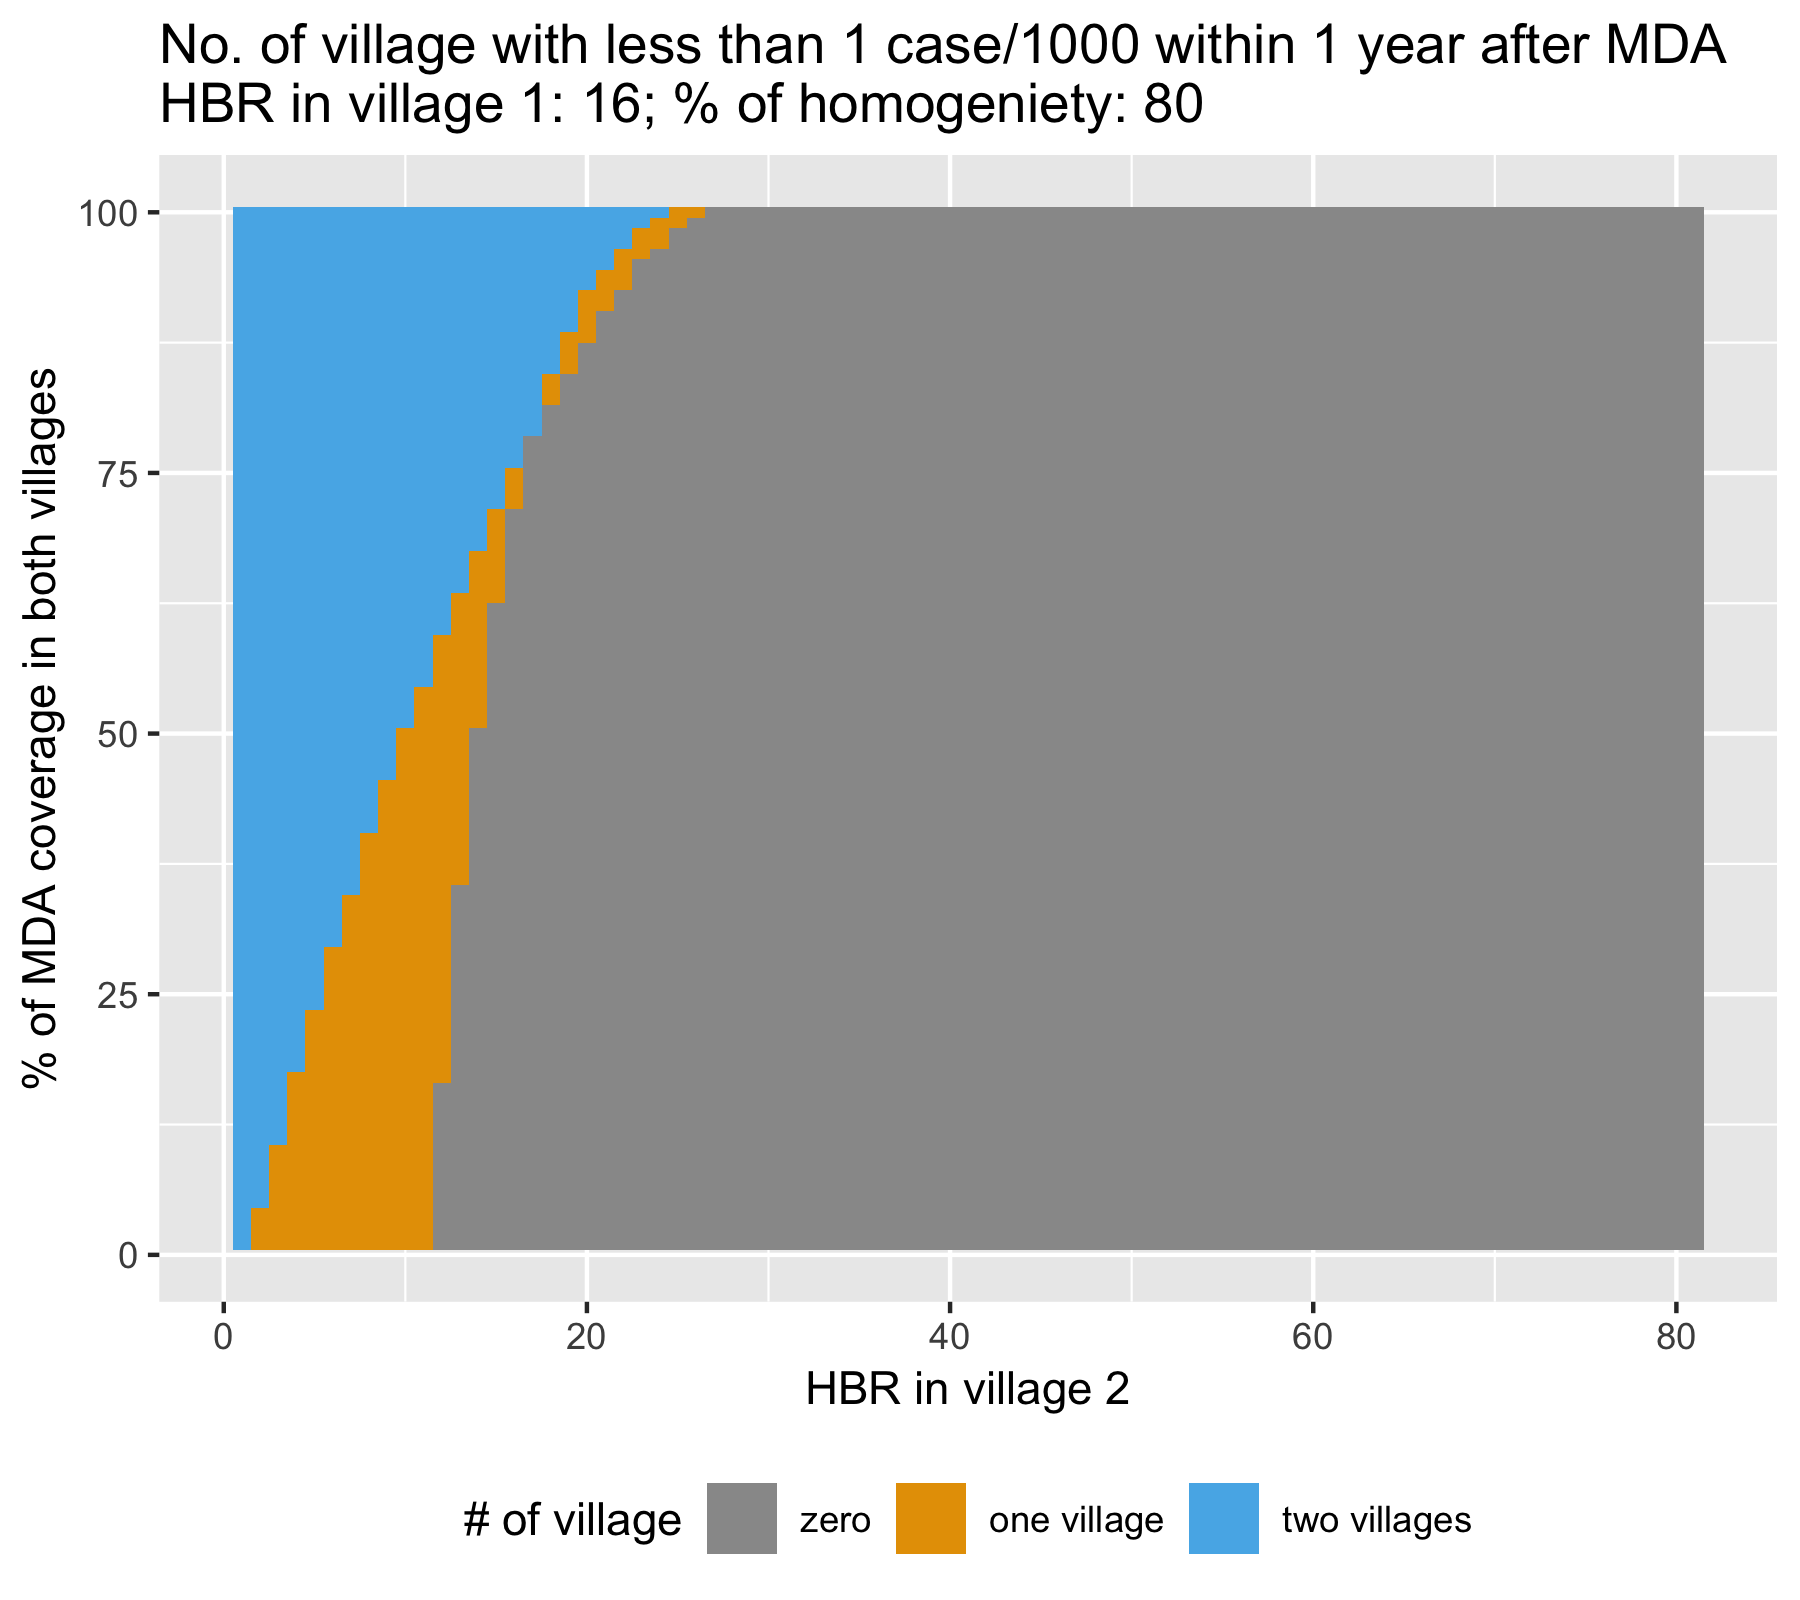 No. of village with less than 1 case/1000 within 1 year after MDA
HBR in village 1: 16; % of homogeniety: 80
% of MDA coverage in both villages
100
75
50
25
0
0 20 40 60 80
HBR in village 2
# of village zero one village two villages